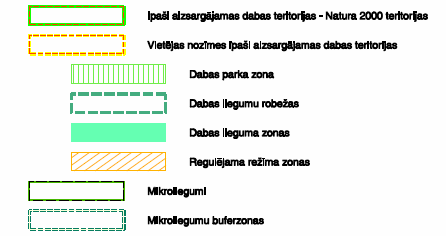 Īpaši aizsargājamas dabas teritorijas - Natura 2000 teritorijas
Vietējas nozīmes īpaši aizsargājamas dabas teritorijas
Dabas parka zona
Dabas liegumu robežas
Dabas lieguma zonas
Regulējama režīma zonas
Mikroliegumi
Mikroliegumu buferzonas